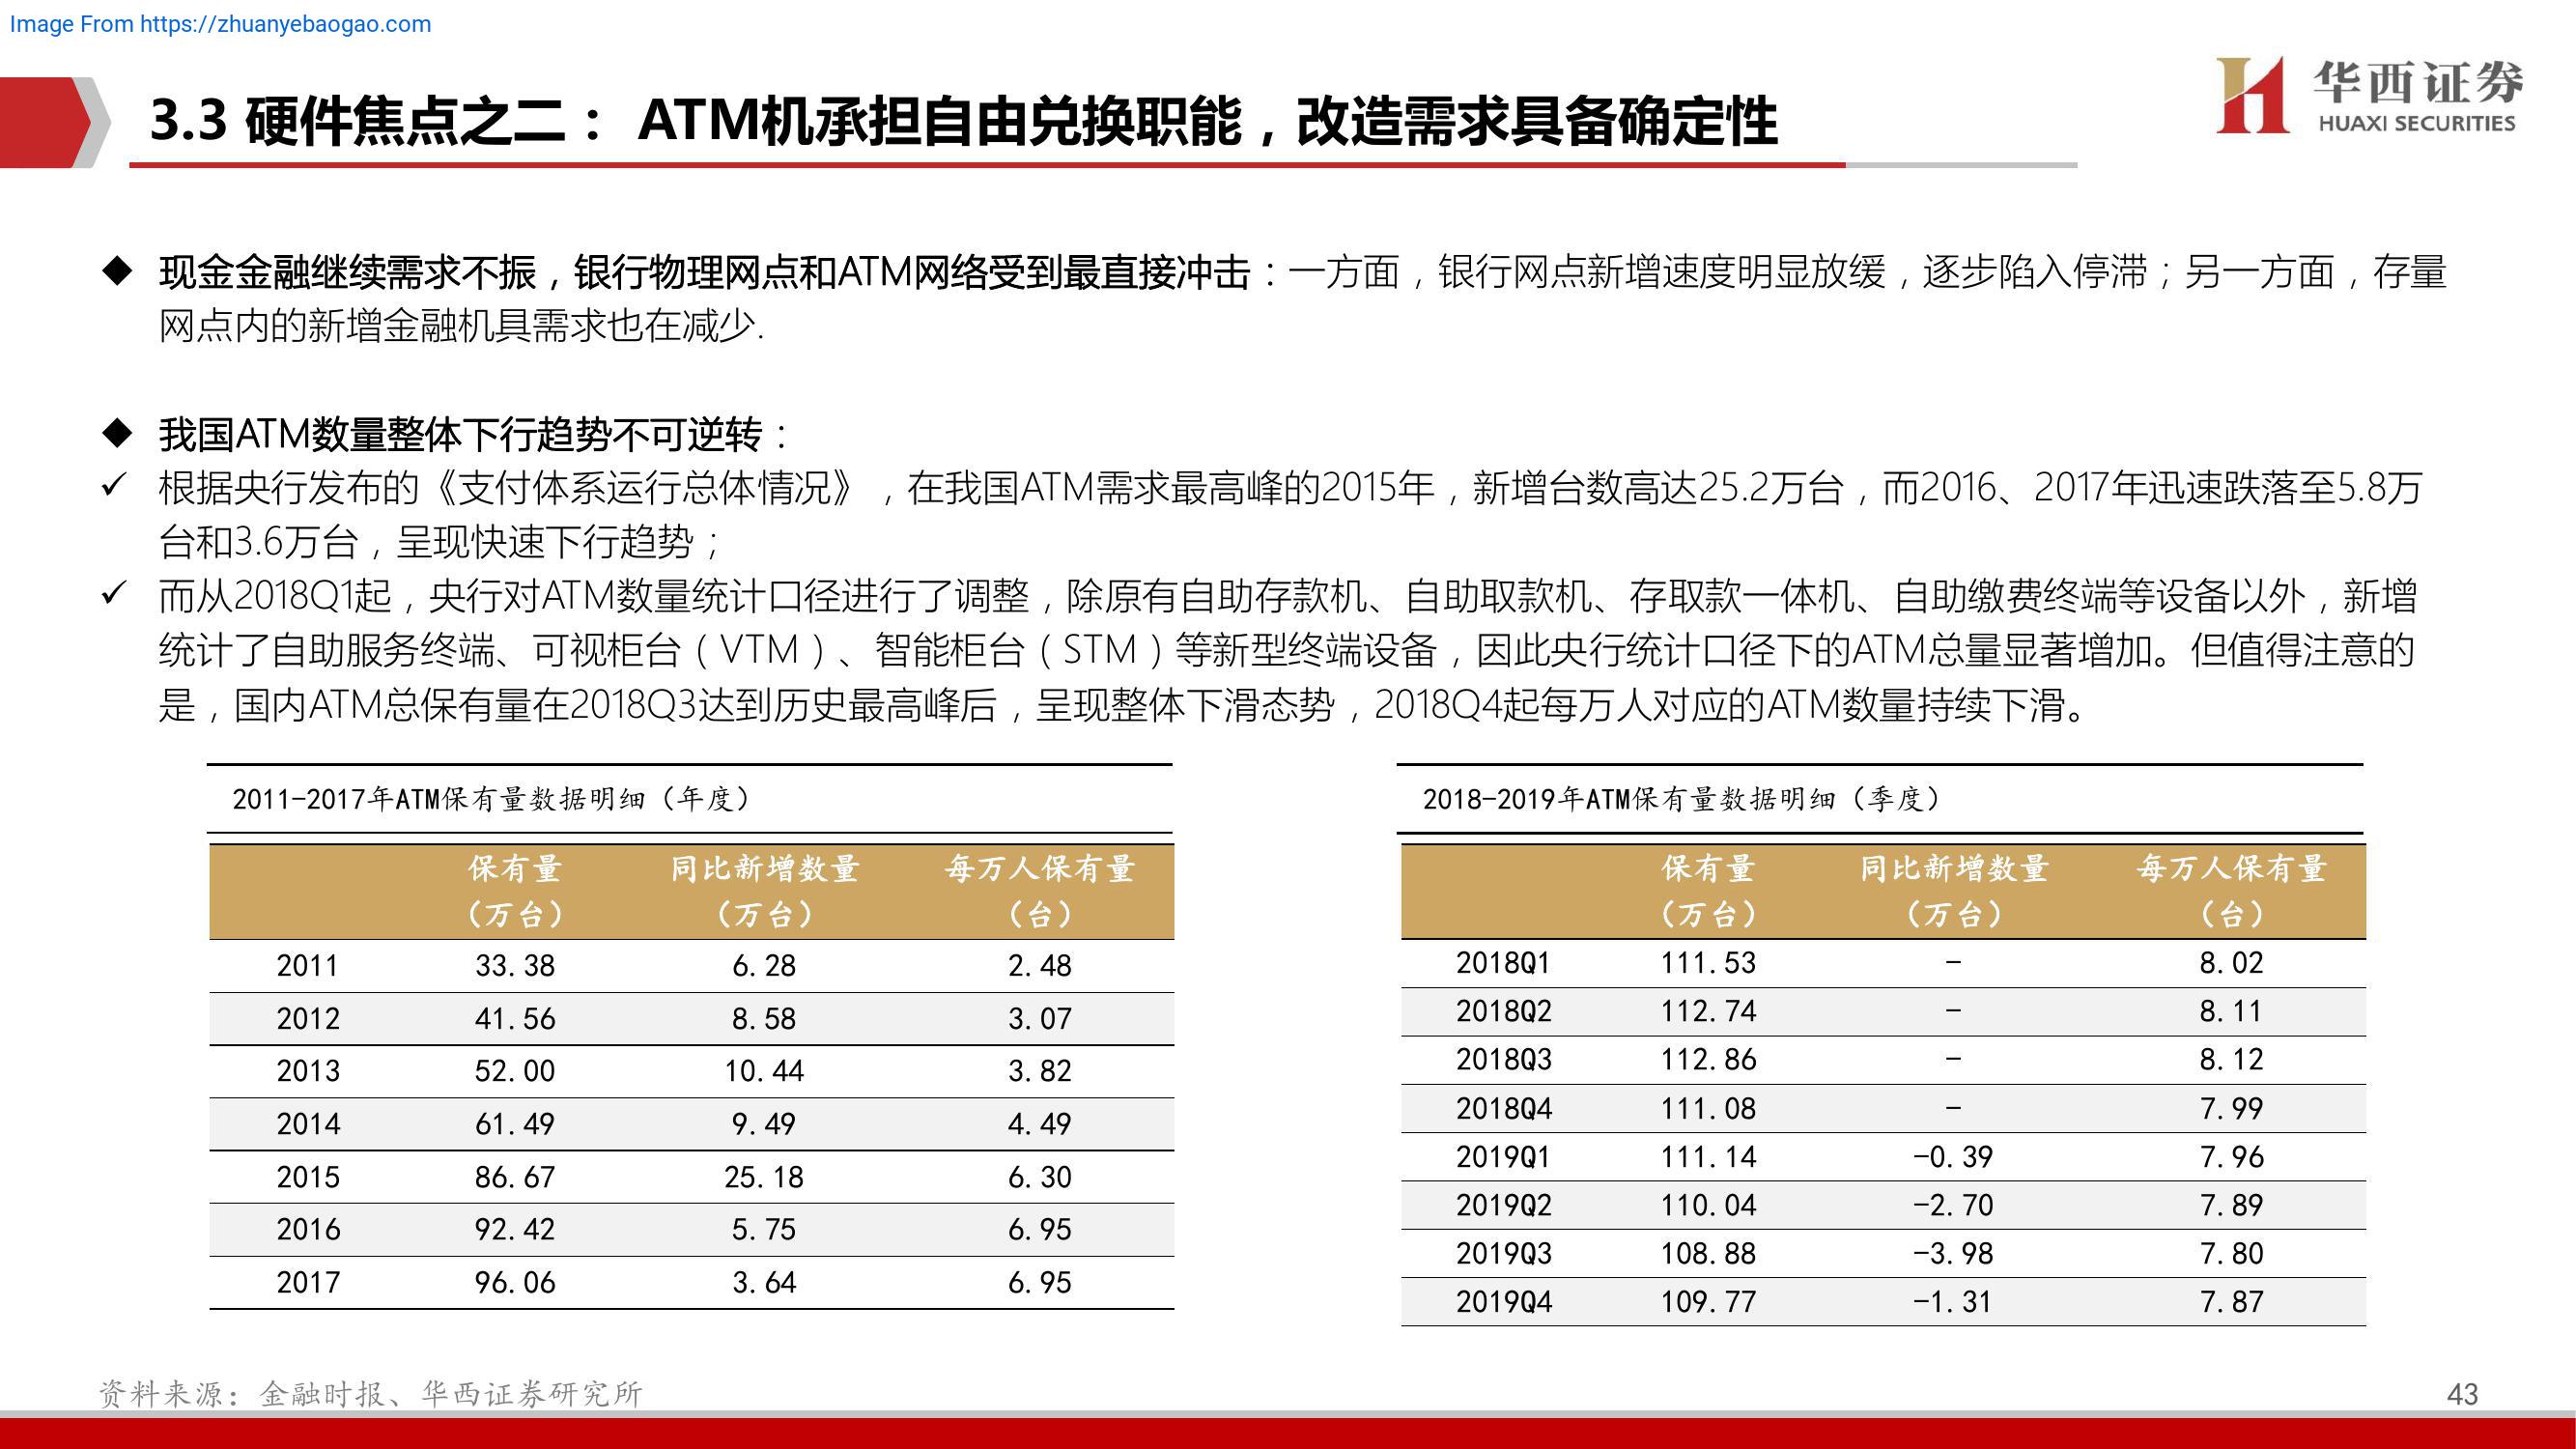 Image From https://zhuanyebaogao.com
华西证券
HUAXI SECURITIES
3.3 硬件焦点之二： ATM机承担自由兑换职能，改造需求具备确定性
◆ 现金金融继续需求不振，银行物理网点和ATM网络受到最直接冲击：一方面，银行网点新增速度明显放缓，逐步陷入停滞；另一方面，存量
网点内的新增金融机具需求也在减少.
◆ 我国ATM数量整体下行趋势不可逆转：
✓ 根据央行发布的《支付体系运行总体情况》，在我国ATM需求最高峰的2015年，新增台数高达25.2万台，而2016、2017年迅速跌落至5.8万
台和3.6万台，呈现快速下行趋势；
✓ 而从2018Q1起，央行对ATM数量统计口径进行了调整，除原有自助存款机、自助取款机、存取款一体机、自助缴费终端等设备以外，新增
统计了自助服务终端、可视柜台（VTM）、智能柜台（STM）等新型终端设备，因此央行统计口径下的ATM总量显著增加。但值得注意的
是，国内ATM总保有量在2018Q3达到历史最高峰后，呈现整体下滑态势，2018Q4起每万人对应的ATM数量持续下滑。
2011-2017年ATM保有量数据明细（年度）
保有量 同比新增数量 每万人保有量
（万台） （万台） （台）
2011 33.38 6.28 2.48
2012 41.56 8.58 3.07
2013 52.00 10.44 3.82
2014 61.49 9.49 4.49
2015 86.67 25.18 6.30
2016 92.42 5.75 6.95
2017 96.06 3.64 6.95
2018-2019年ATM保有量数据明细（季度）
保有量 同比新增数量 每万人保有量
（万台） （万台） （台）
2018Q1 111.53 - 8.02
2018Q2 112.74 - 8.11
2018Q3 112.86 - 8.12
2018Q4 111.08 - 7.99
2019Q1 111.14 -0.39 7.96
2019Q2 110.04 -2.70 7.89
2019Q3 108.88 -3.98 7.80
2019Q4 109.77 -1.31 7.87
资料来源：金融时报、华西证券研究所
43